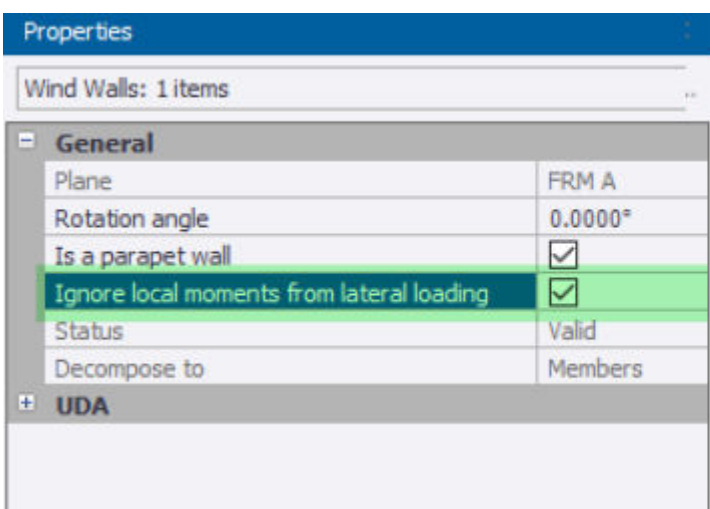 Properties
Wind Walls: 1 items
..
General
Plane FRM A
Rotation angle 0.0000°
Is a parapet wall
Ignore local moments from lateral loading
Status Valid
Decompose to Members
UDA